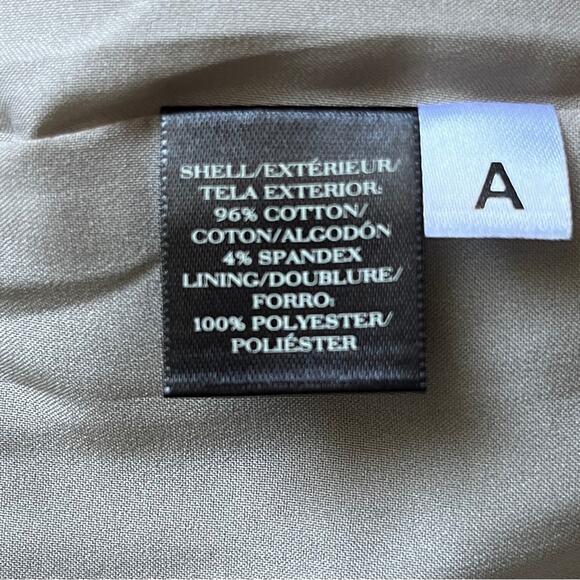 SHELL/EXTÉRIEUR/
TELA EXTERIOR:
96% COTTON/
COTON/ALGODÓN
4% SPANDEX
LINING/DOUBLURE/
FORRO:
100% POLYESTER/
POLIÉSTER
A